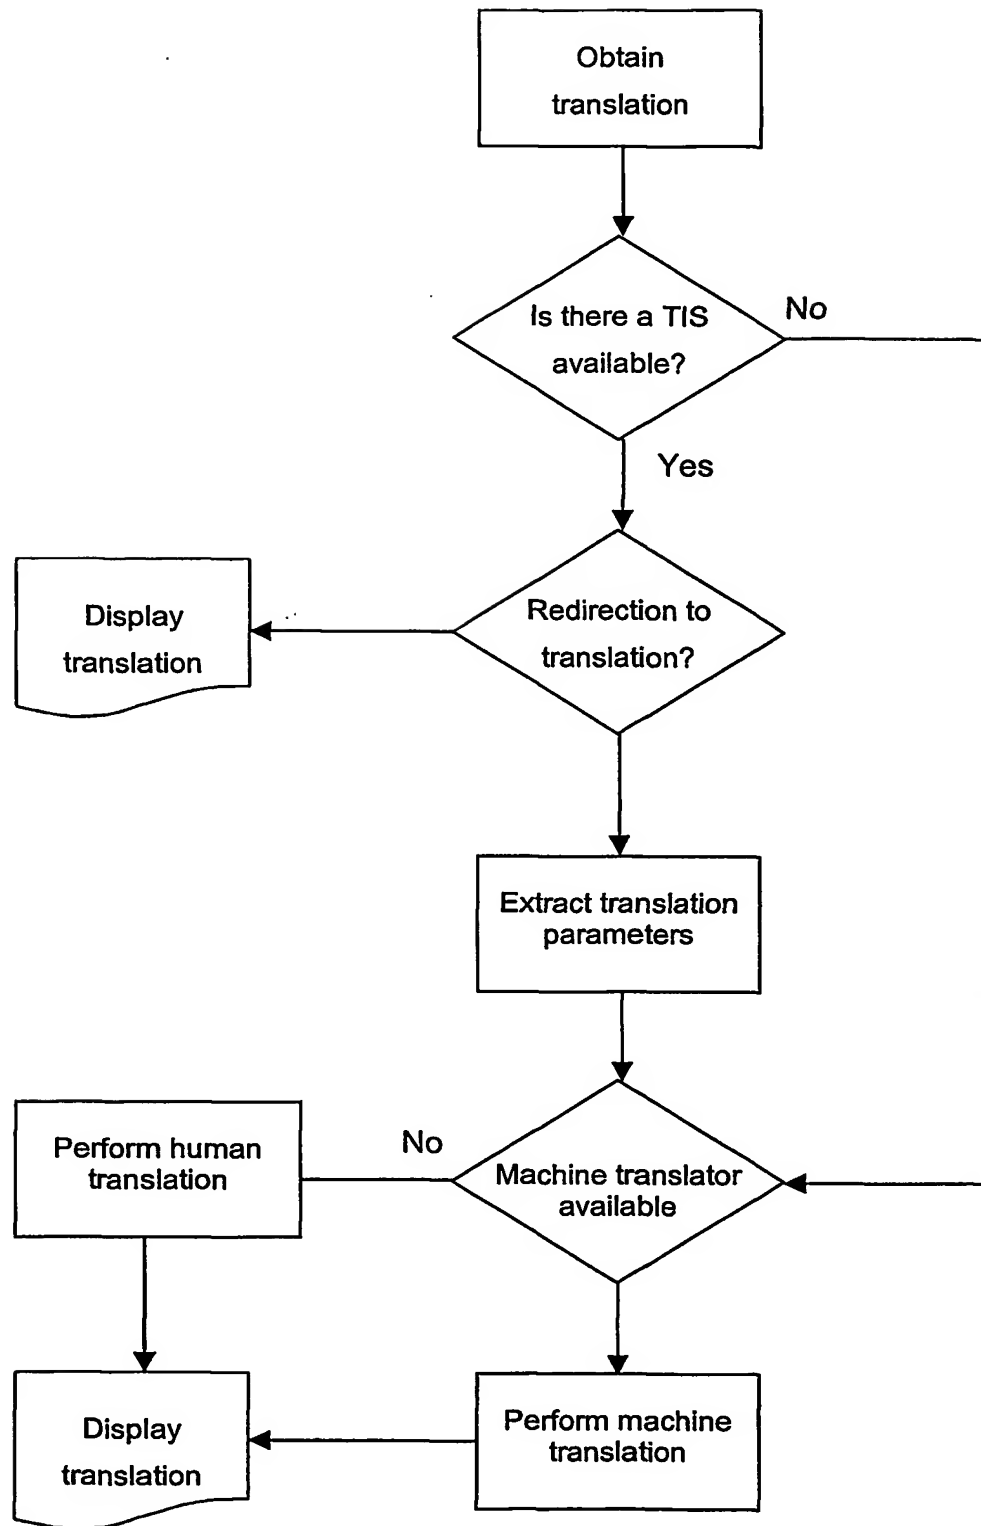 Obtain
translation
Is there a TIS
available?
No
Yes
Display
translation
Redirection to
translation?
Extract translation
parameters
Perform human
translation
No
Machine translator
available
Display
translation
Perform machine
translation